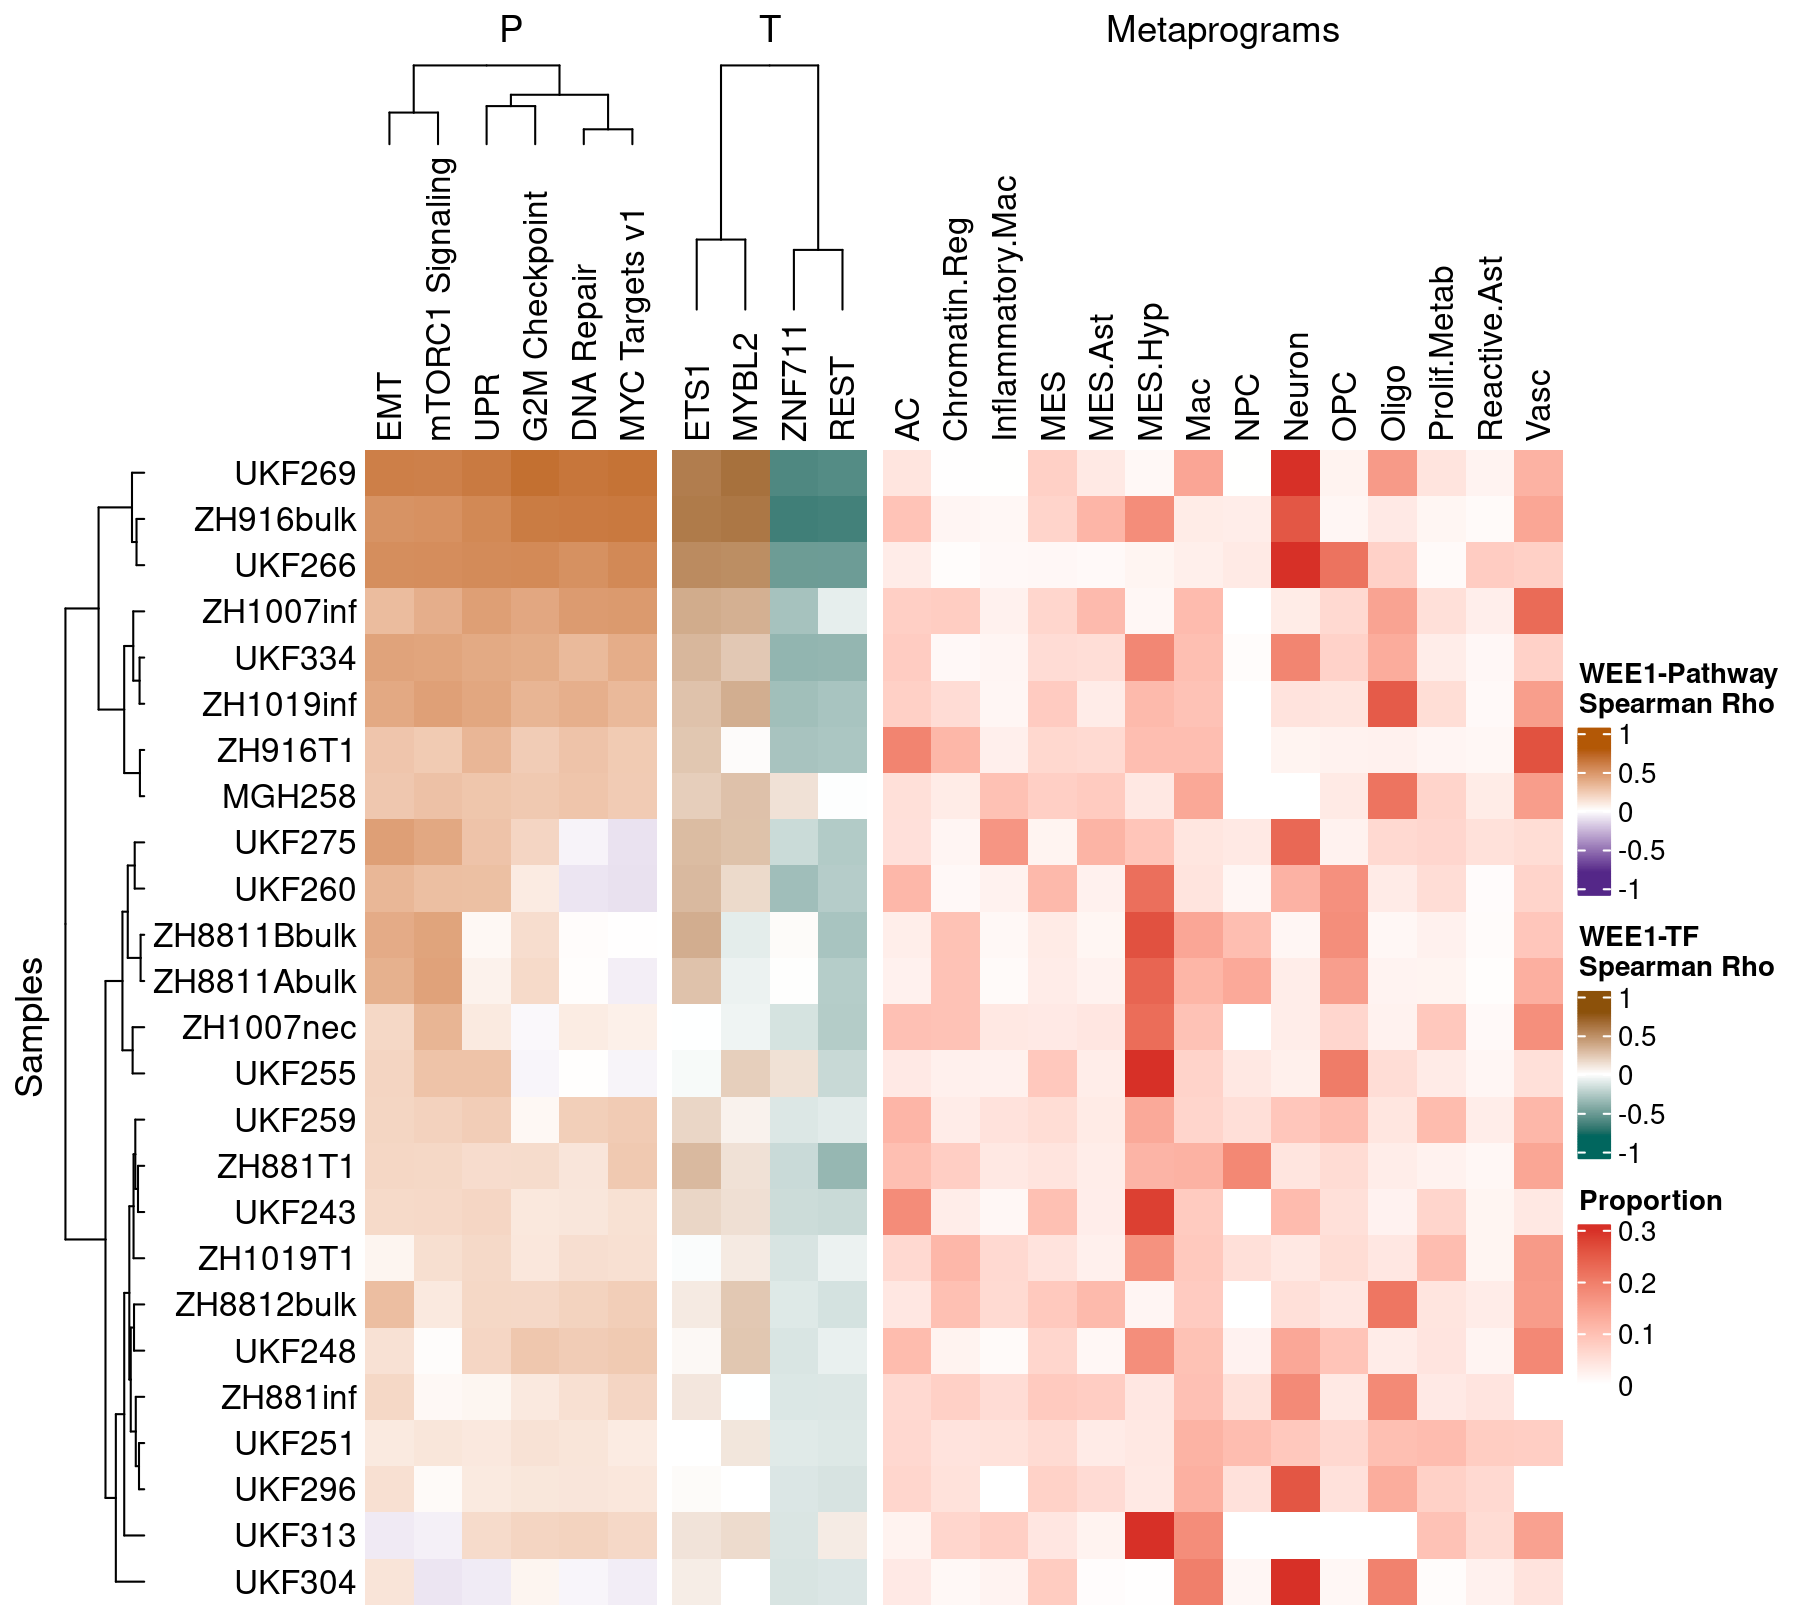 P
T
Metaprograms
EMT
mTORC1 Signaling
UPR
G2M Checkpoint
DNA Repair
MYC Targets v1
ETS1
MYBL2
ZNF711
REST
AC
Chromatin.Reg
Inflammatory.Mac
MES
MES.Ast
MES.Hyp
Mac
NPC
Neuron
OPC
Oligo
Prolif.Metab
Reactive.Ast
Vasc
Samples
UKF269
ZH916bulk
UKF266
ZH1007inf
UKF334
ZH1019inf
ZH916T1
MGH258
UKF275
UKF260
ZH8811Bbulk
ZH8811Abulk
ZH1007nec
UKF255
UKF259
ZH881T1
UKF243
ZH1019T1
ZH8812bulk
UKF248
ZH881inf
UKF251
UKF296
UKF313
UKF304
WEE1-Pathway
Spearman Rho
1
0.5
0
-0.5
-1
WEE1-TF
Spearman Rho
1
0.5
0
-0.5
-1
Proportion
0.3
0.2
0.1
0